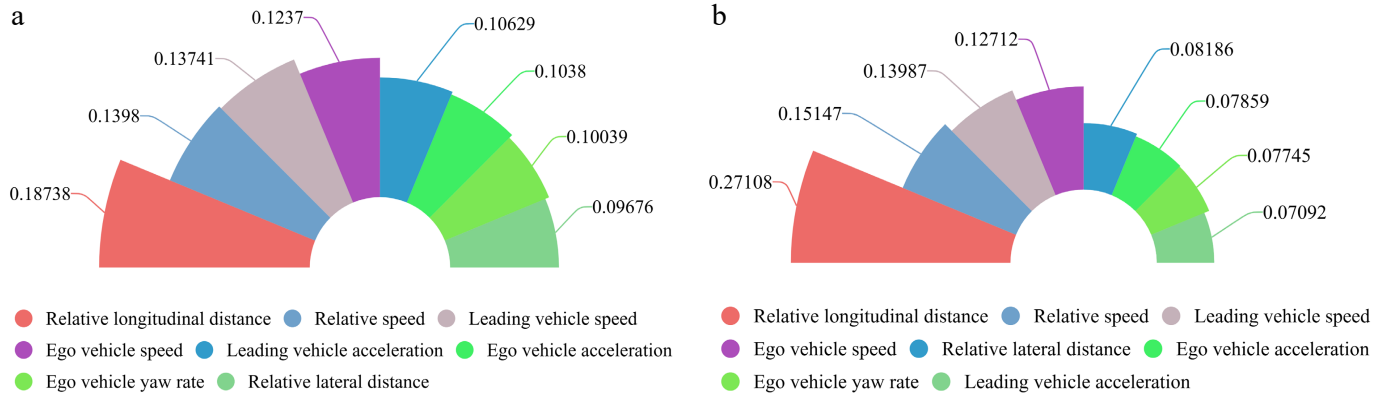 a
0.18738
0.1398
0.13741
0.1237
0.10629
0.1038
0.10039
0.09676
Relative longitudinal distance Relative speed Leading vehicle speed
Ego vehicle speed Leading vehicle acceleration Ego vehicle acceleration
Ego vehicle yaw rate Relative lateral distance
b
0.27108
0.15147
0.13987
0.12712
0.08186
0.07859
0.07745
0.07092
Relative longitudinal distance Relative speed Leading vehicle speed
Ego vehicle speed Relative lateral distance Ego vehicle acceleration
Ego vehicle yaw rate Leading vehicle acceleration